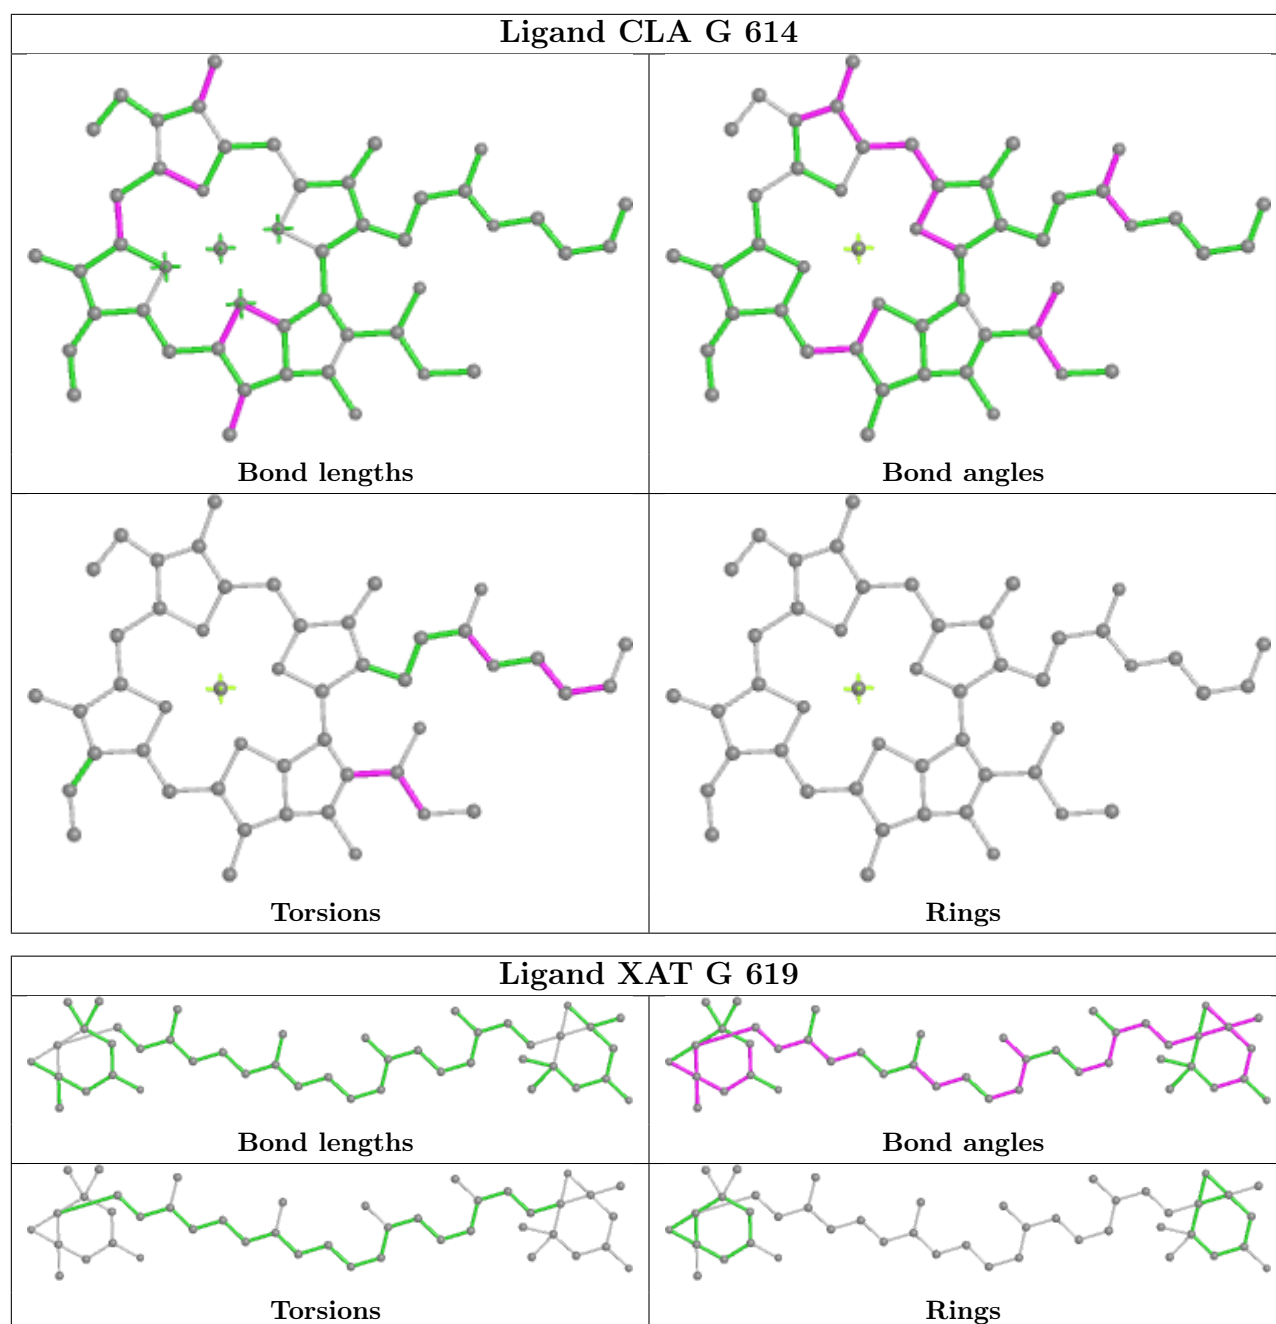 Ligand CLA G 614
Bond lengths
Bond angles
Torsions
Rings
Ligand XAT G 619
Bond lengths
Bond angles
Torsions
Rings